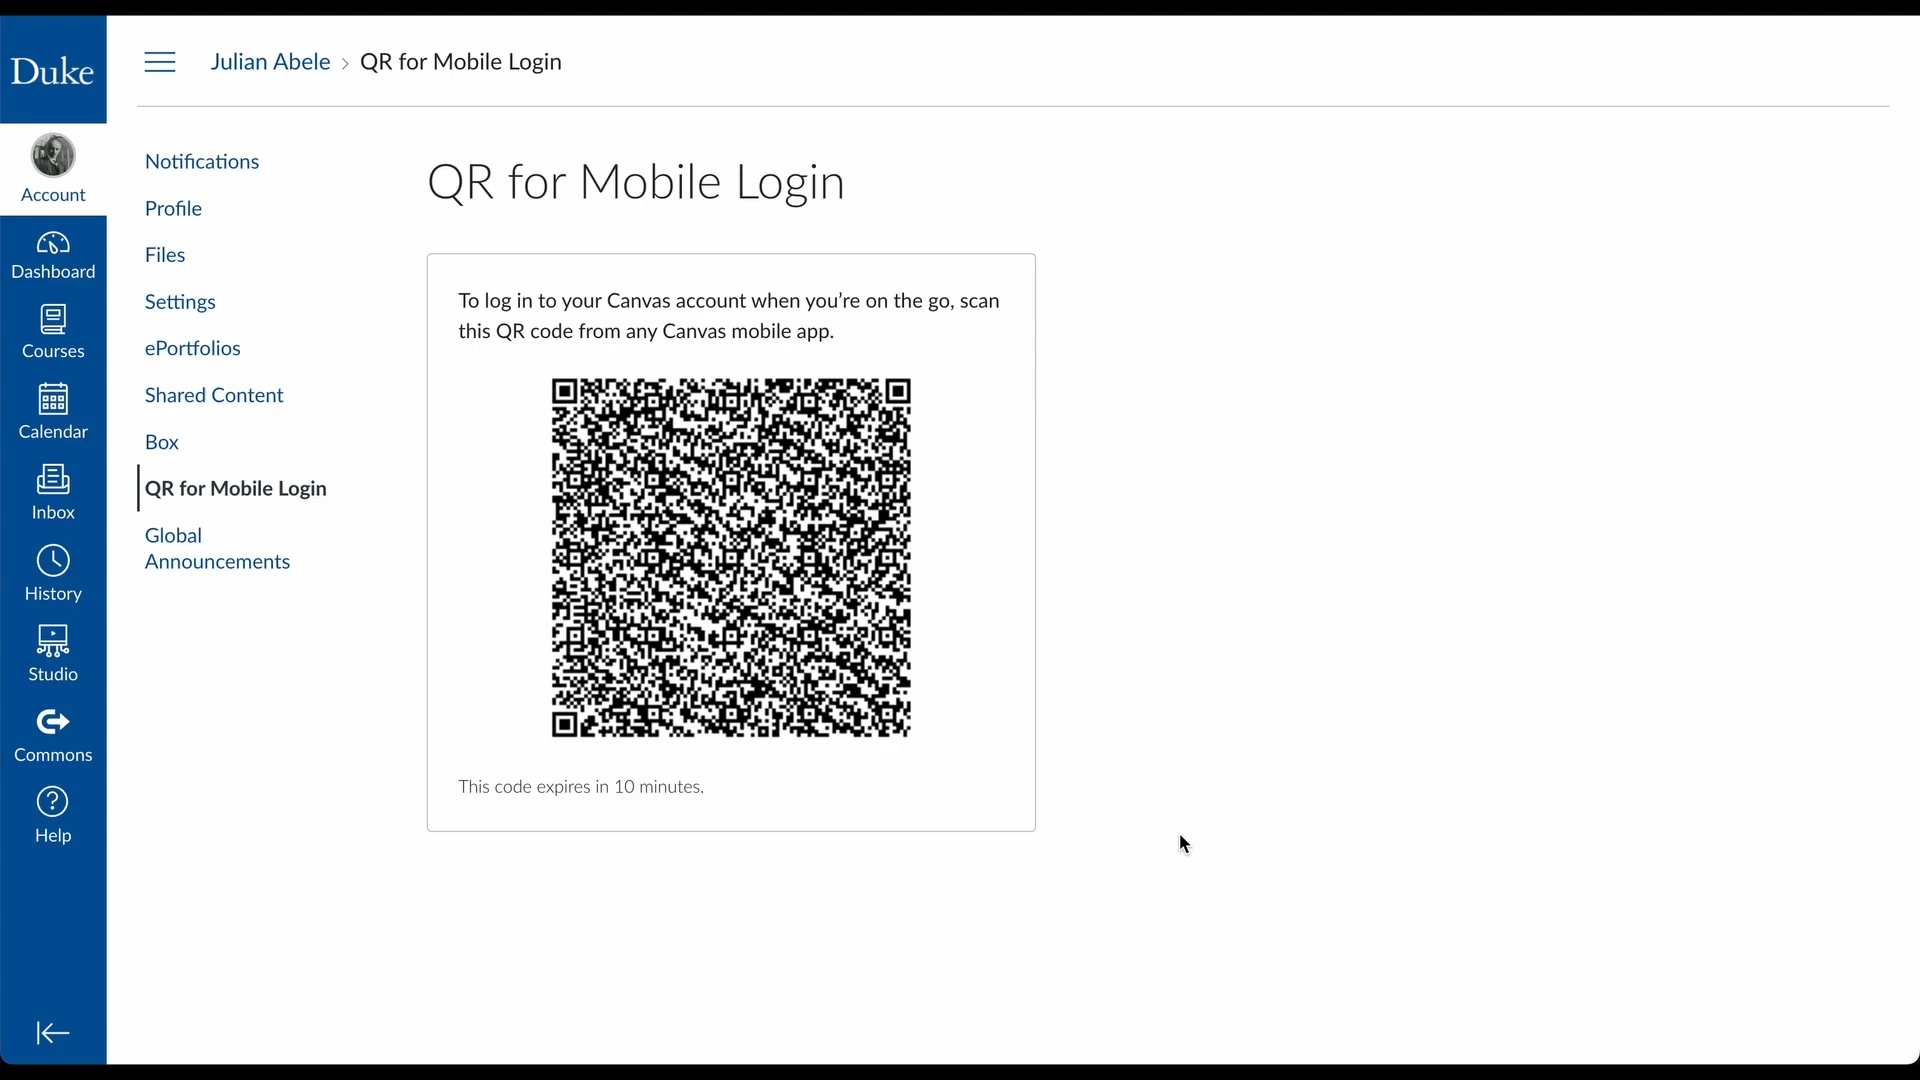 Duke
Julian Abele > QR for Mobile Login
Account
Dashboard
Courses
Calendar
Inbox
History
Studio
Commons
Help
Notifications
Profile
Files
Settings
ePortfolios
Shared Content
Box
QR for Mobile Login
Global
Announcements
QR for Mobile Login
To log in to your Canvas account when you’re on the go, scan
this QR code from any Canvas mobile app.
This code expires in 10 minutes.